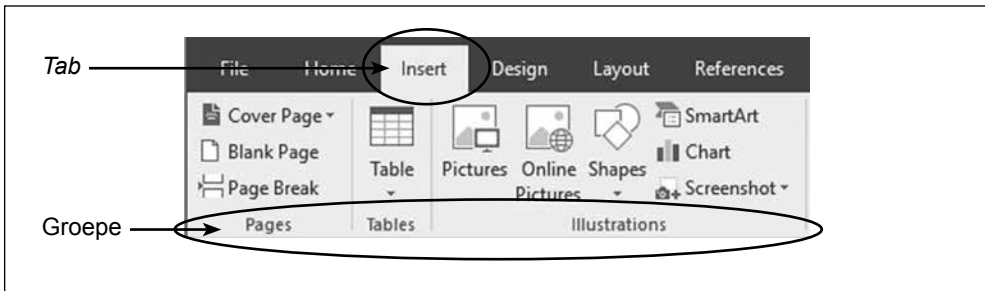 Tab
File Home Insert Design Layout References
Cover Page
Blank Page
Page Break
Table
Pictures
Online
Pictures
Shapes
SmartArt
Chart
Screenshot
Groepe
Pages Tables Illustrations